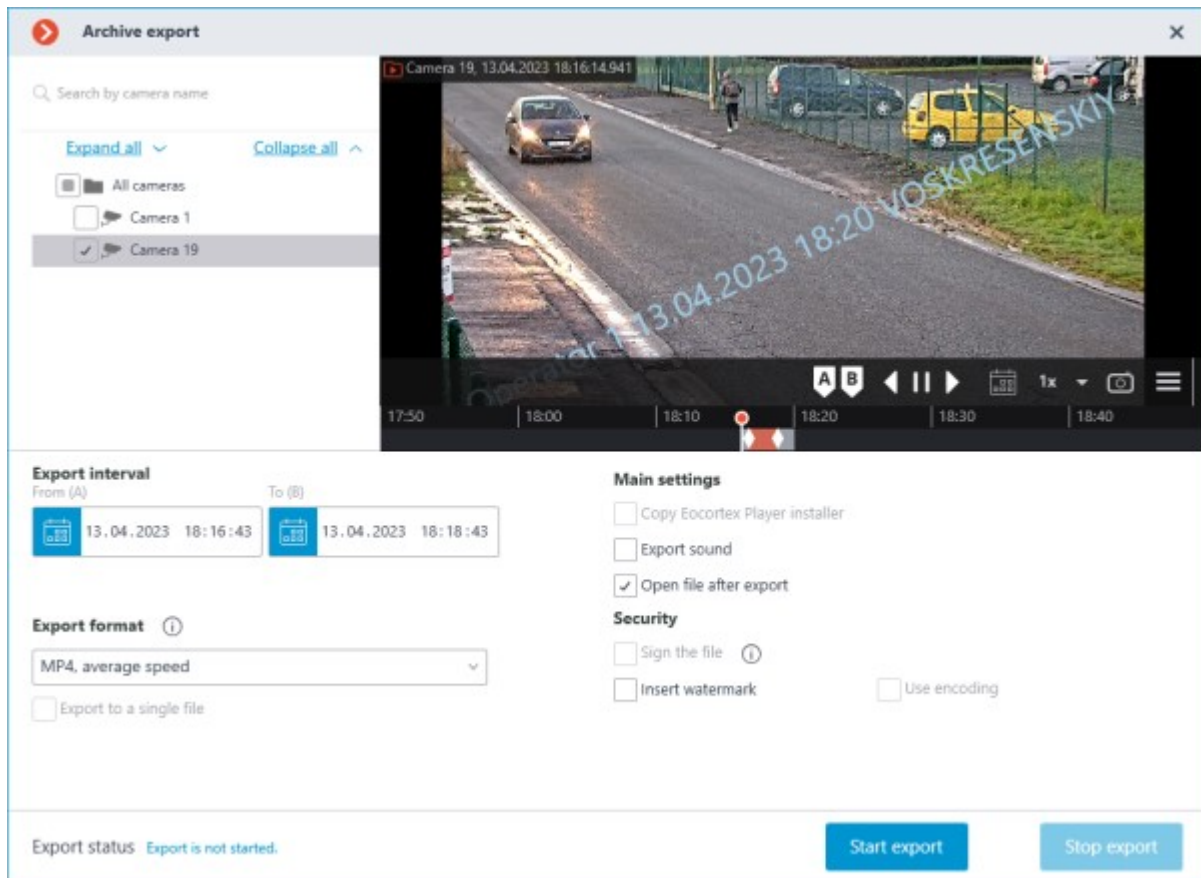 Archive export
Search by camera name
Expand all
Collapse all
All cameras
Camera 1
Camera 19
Camera 19, 13.04.2023 18:16:14.941
Operator 1 13.04.2023 18:20 VOSKRESENSKIY
A B
1x
17:50 18:00 18:10 18:20 18:30 18:40
Export interval
From (A) To (B)
13.04.2023 18:16:43 13.04.2023 18:18:43
Export format
MP4, average speed
Export to a single file
Main settings
Copy Eocortex Player installer
Export sound
Open file after export
Security
Sign the file
Insert watermark Use encoding
Export status Export is not started.
Start export
Stop export